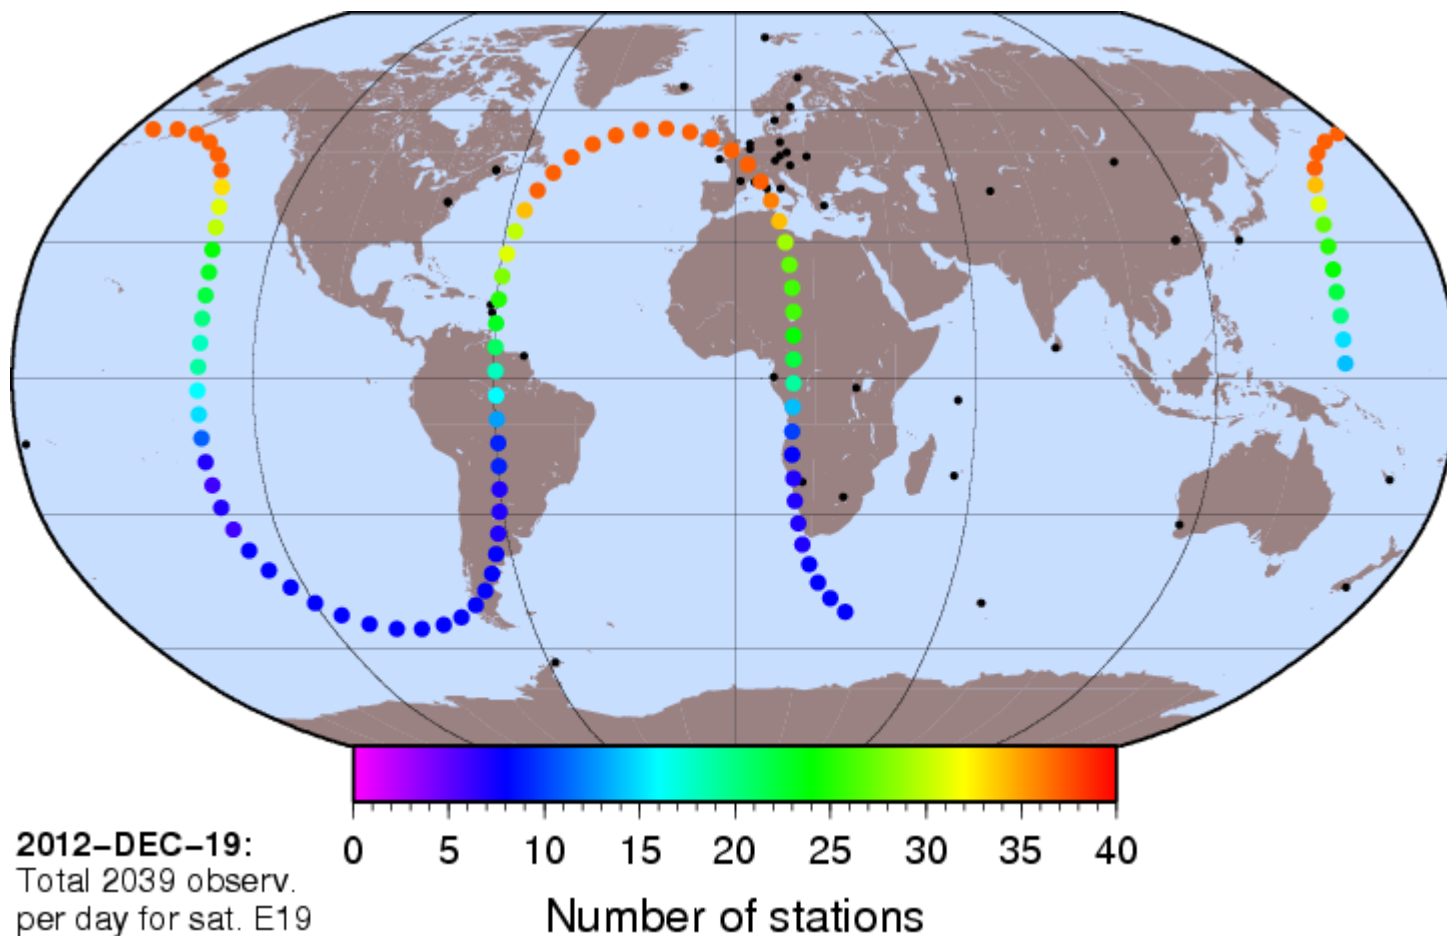 0 5 10 15 20 25 30 35 40
2012–DEC–19:
Total 2039 observ.
per day for sat. E19
Number of stations